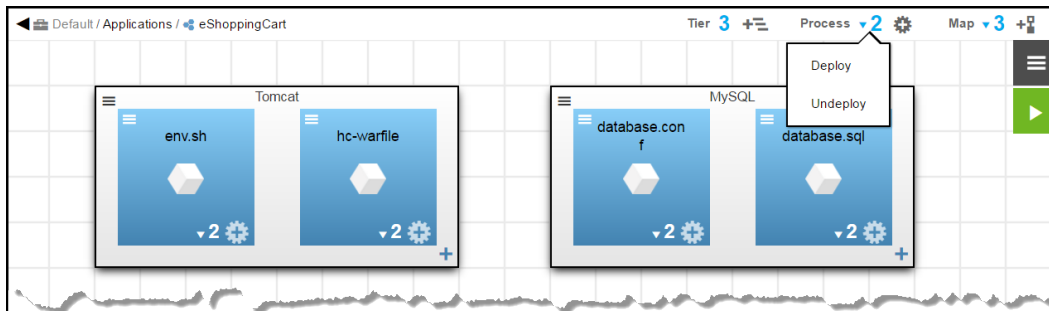 Default / Applications / eShoppingCart
Tier 3 Process 2 Map 3
Deploy
Undeploy
Tomcat
env.sh
2
hc-warfile
2
MySQL
database.con
f
2
database.sql
2